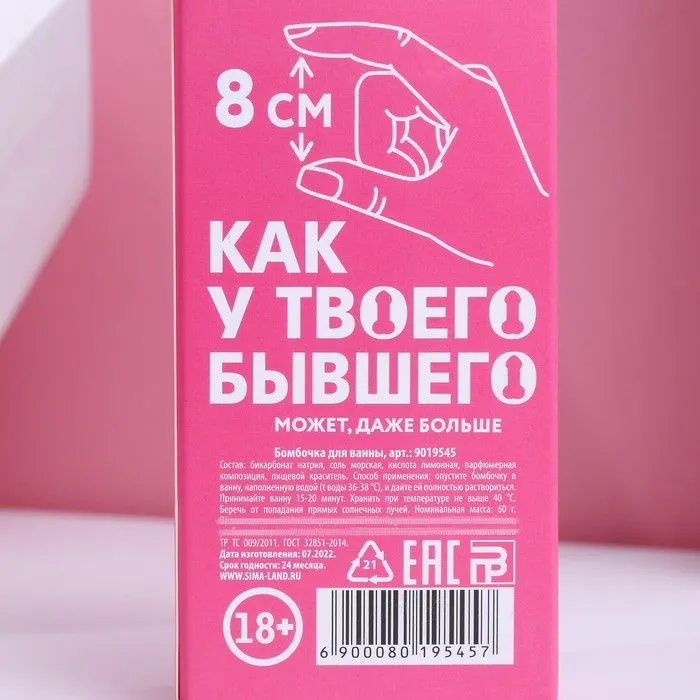 8 СМ
КАК
У ТВОЕГО
БЫВШЕГО
МОЖЕТ, ДАЖЕ БОЛЬШЕ
Бомбочка для ванны, арт.: 9019545
Состав: бикарбонат натрия, соль морская, кислота лимонная, парфюмерная
композиция, пищевой краситель. Способ применения: опустите бомбочку в
ванну, наполненную водой (t воды 36-38 °С), и дайте ей полностью раствориться.
Принимайте ванну 15-20 минут. Хранить при температуре не выше 40 °С.
Беречь от попадания прямых солнечных лучей. Номинальная масса: 60 г.
ТР ТС 009/2011. ГОСТ 32851-2014.
Дата изготовления: 07.2022.
Срок годности: 24 месяца.
WWW.SIMA-LAND.RU
21
ЕАС
18+
6 900080 195457